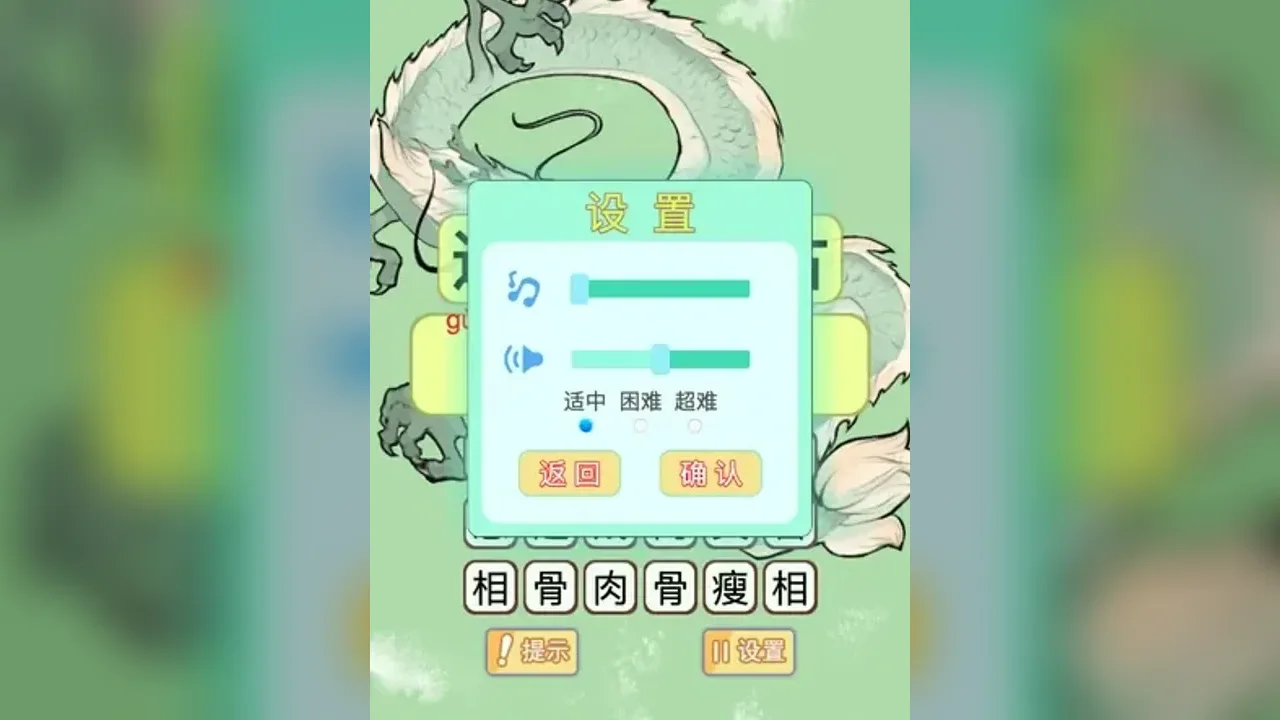 设置
gu
适中 困难 超难
返回 确认
相 骨 肉 骨 瘦 相
提示 设置